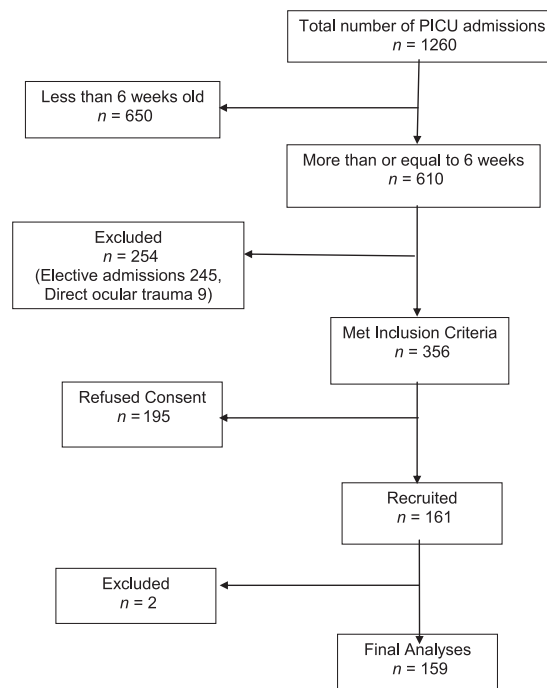 Total number of PICU admissions
n = 1260
Less than 6 weeks old
n = 650
More than or equal to 6 weeks
n = 610
Excluded
n = 254
(Elective admissions 245,
Direct ocular trauma 9)
Met Inclusion Criteria
n = 356
Refused Consent
n = 195
Recruited
n = 161
Excluded
n = 2
Final Analyses
n = 159